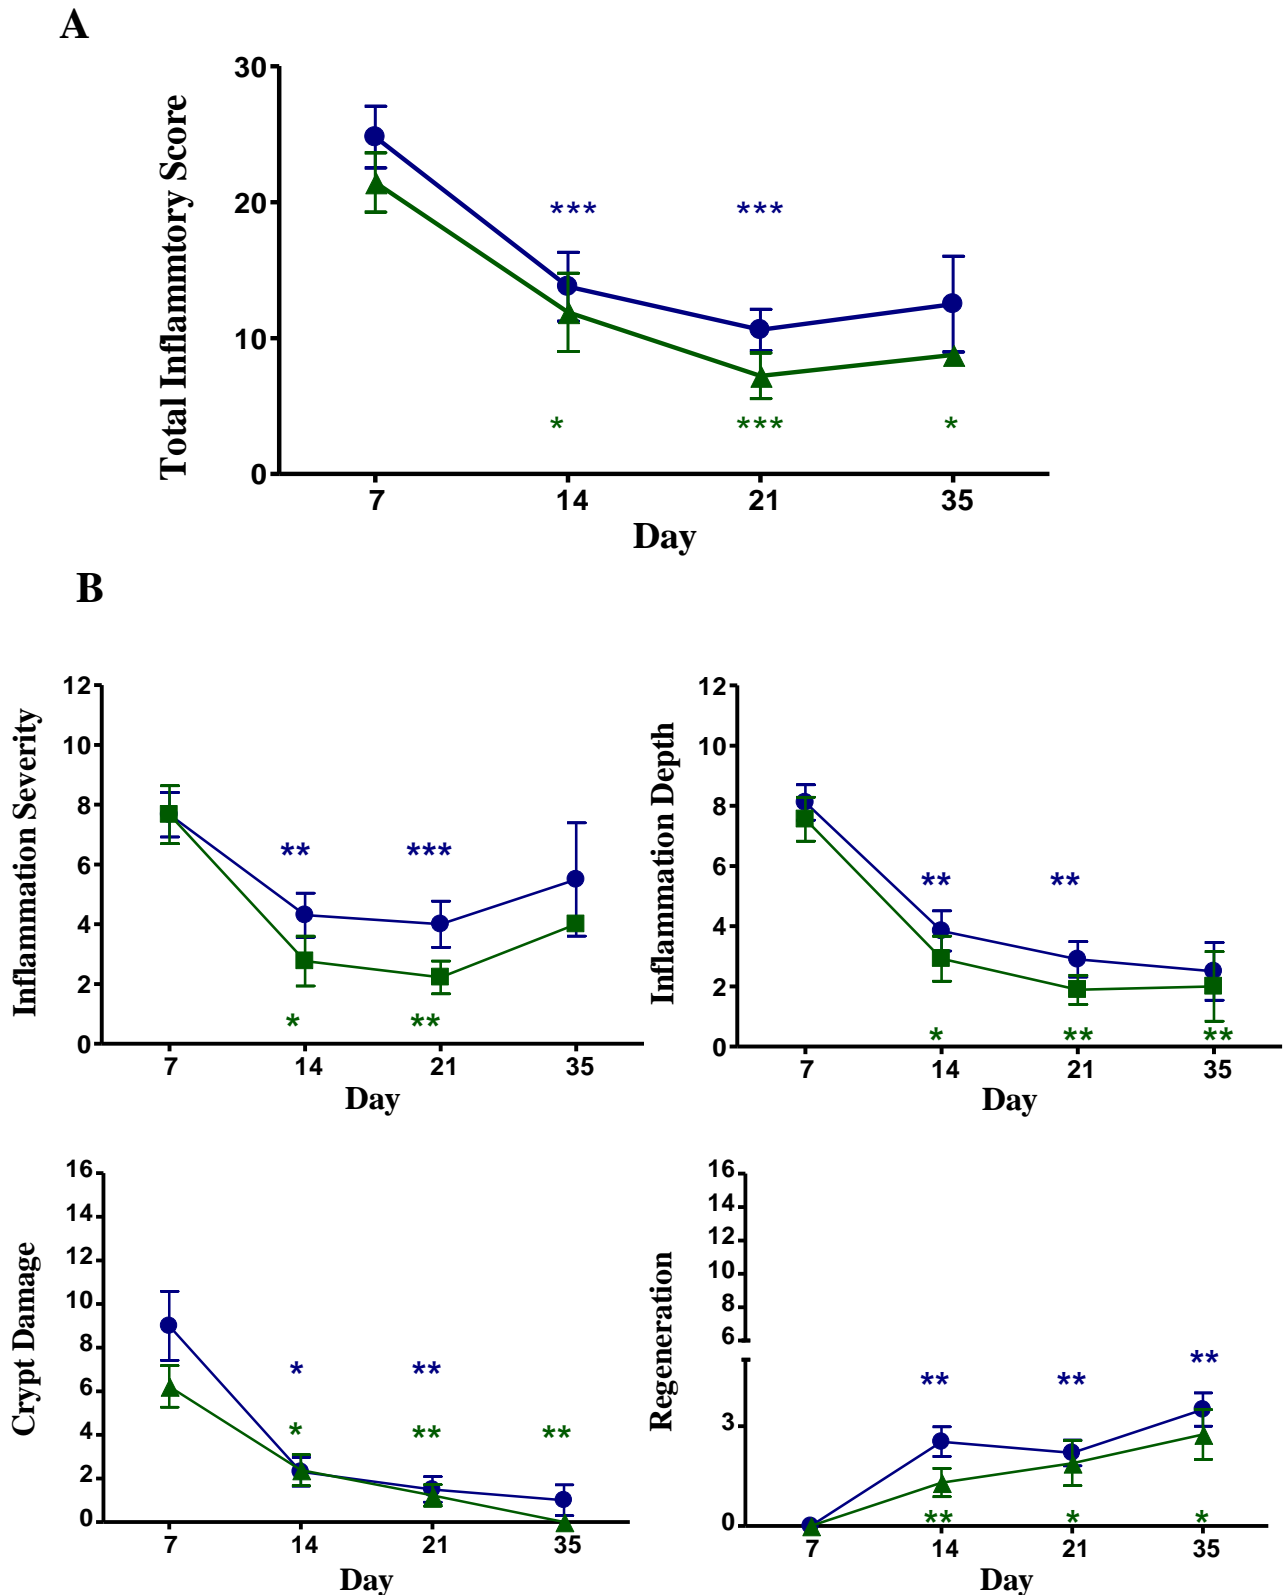 A
Total Inflammtory Score
30
20
10
0
*** ***
* *** *
7 14 21 35
Day
B
Inflammation Severity
12
10
8
6
4
2
0
** ***
* **
7 14 21 35
Day
Inflammation Depth
12
10
8
6
4
2
0
** **
* ** **
7 14 21 35
Day
Crypt Damage
16
14
12
10
8
6
4
2
0
* **
* ** **
7 14 21 35
Day
Regeneration
16
14
12
10
8
6
3
0
** ** **
** * *
7 14 21 35
Day